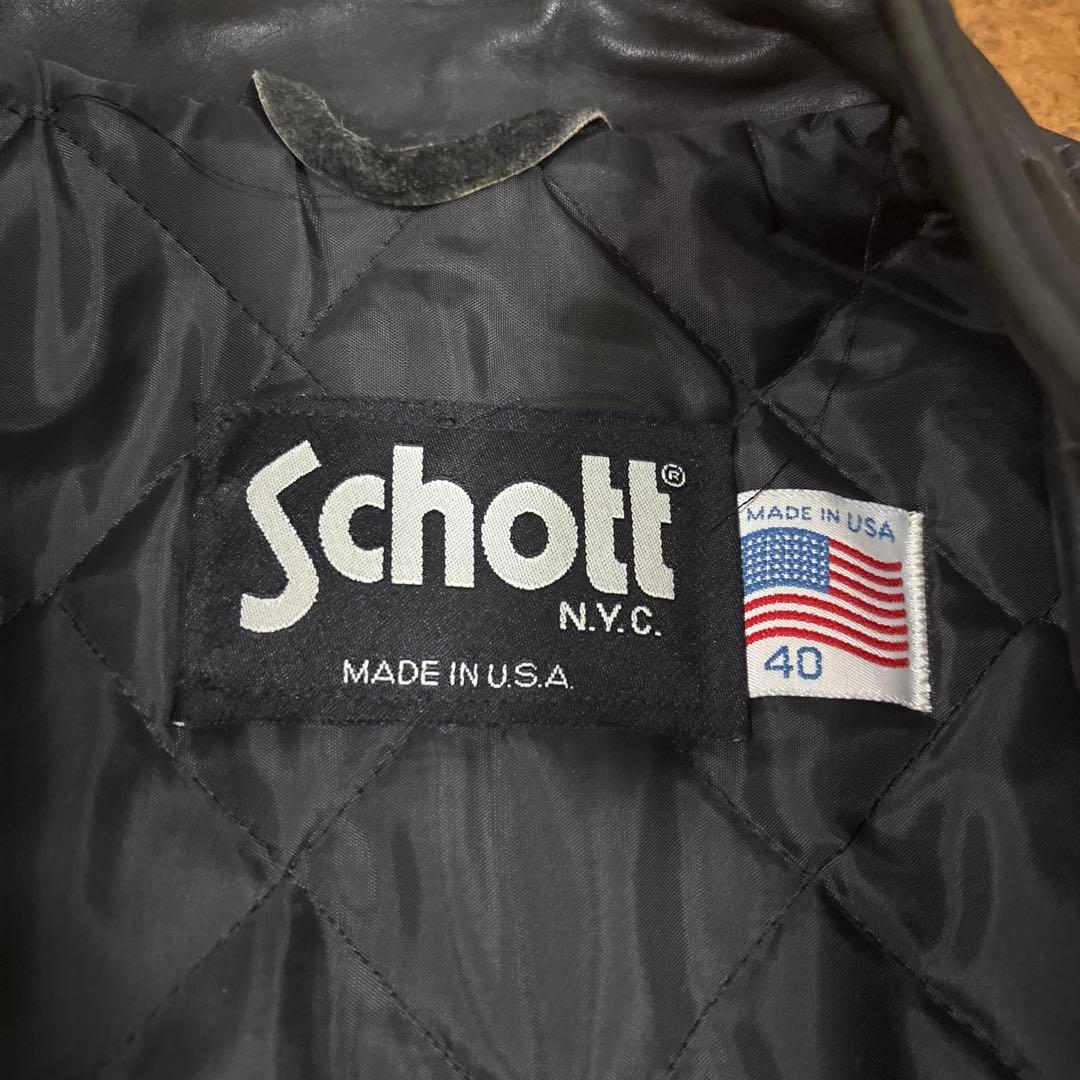 Schott®
N.Y.C.
MADE IN U.S.A.
MADE IN USA
40